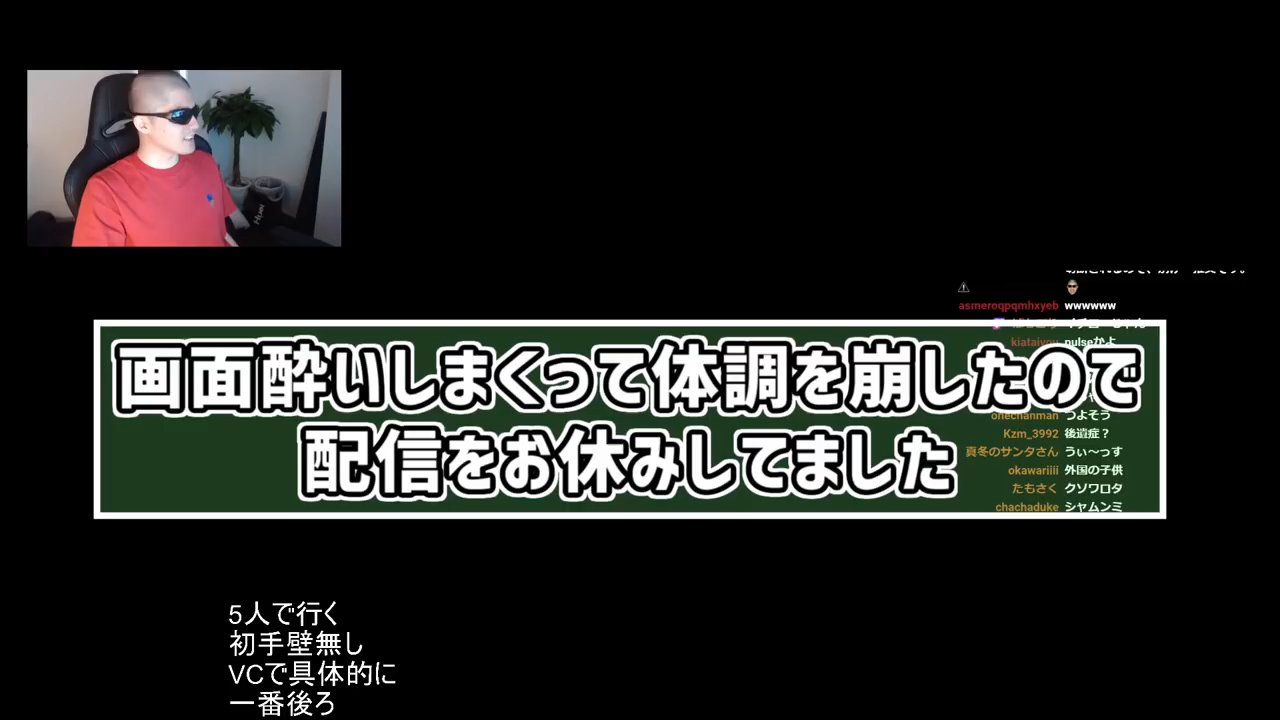 asmeroqpqmhxyeb wwwwww
pulseかよ
画面酔いしまくって体調を崩したので
配信をお休みしてました
onechanman つよそう
Kzm_3992 後遺症？
真冬のサンタさん うぃ〜っす
okawariiii 外国の子供
たもさく クソワロタ
chachaduke シャムンミ
5人で行く
初手壁無し
VCで具体的に
一番後ろ